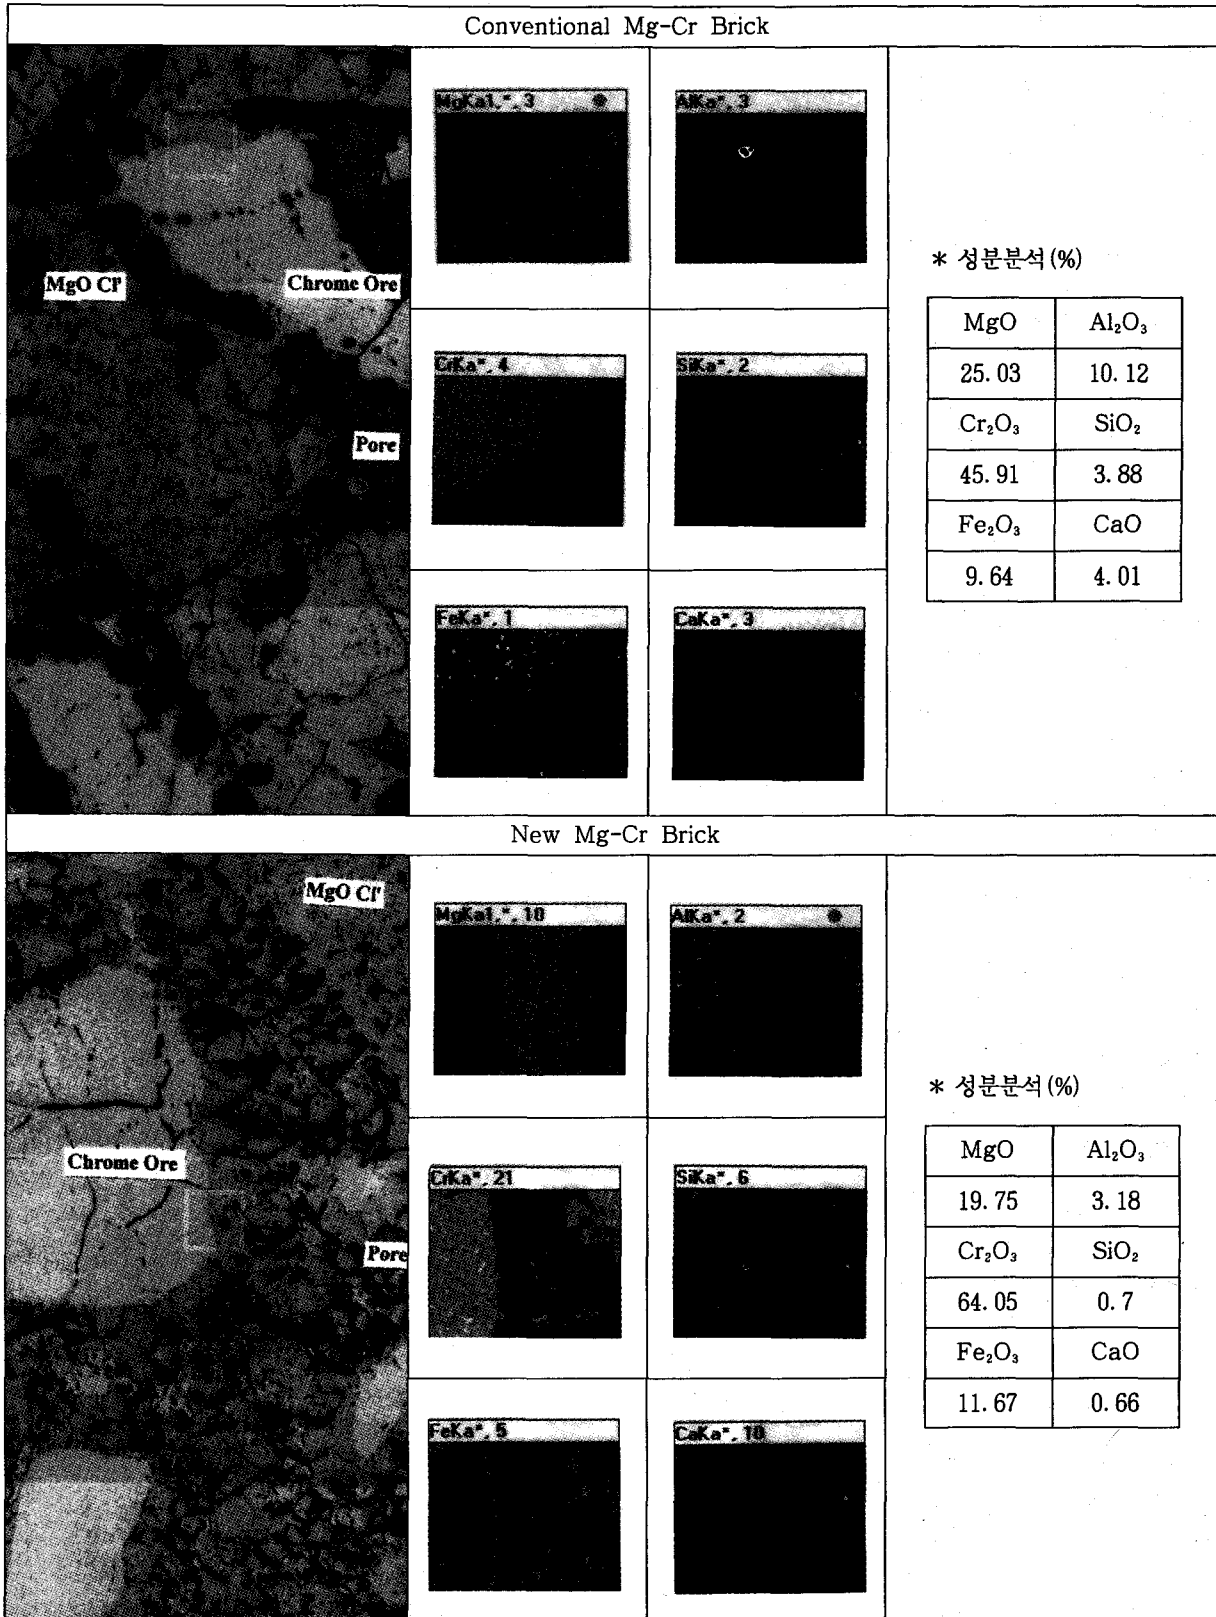 Conventional Mg-Cr Brick
MgO Cl'
Chrome Ore
Pore
MgKa1,*, 3
AlKa*, 3
CrKa*, 4
SiKa*, 2
FeKa*, 1
CaKa*, 3
* 성분분석(%)
MgO Al₂O₃
25.03 10.12
Cr₂O₃ SiO₂
45.91 3.88
Fe₂O₃ CaO
9.64 4.01
New Mg-Cr Brick
MgO Cl'
Chrome Ore
Pore
MgKa1,*, 10
AlKa*, 2
CrKa*, 21
SiKa*, 6
FeKa*, 5
CaKa*, 10
* 성분분석(%)
MgO Al₂O₃
19.75 3.18
Cr₂O₃ SiO₂
64.05 0.7
Fe₂O₃ CaO
11.67 0.66